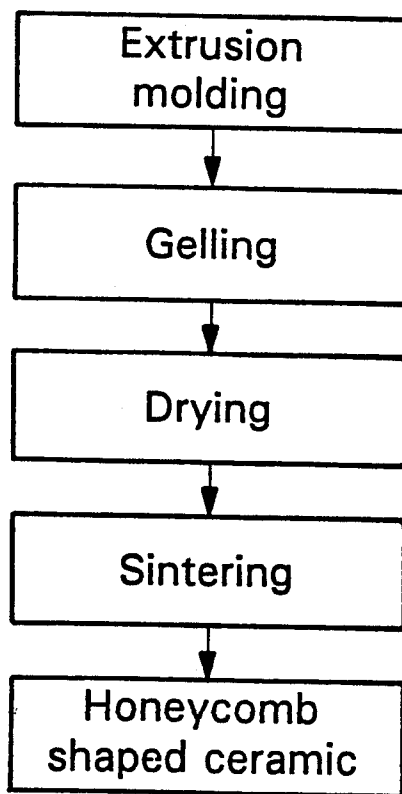 Extrusion
molding
Gelling
Drying
Sintering
Honeycomb
shaped ceramic